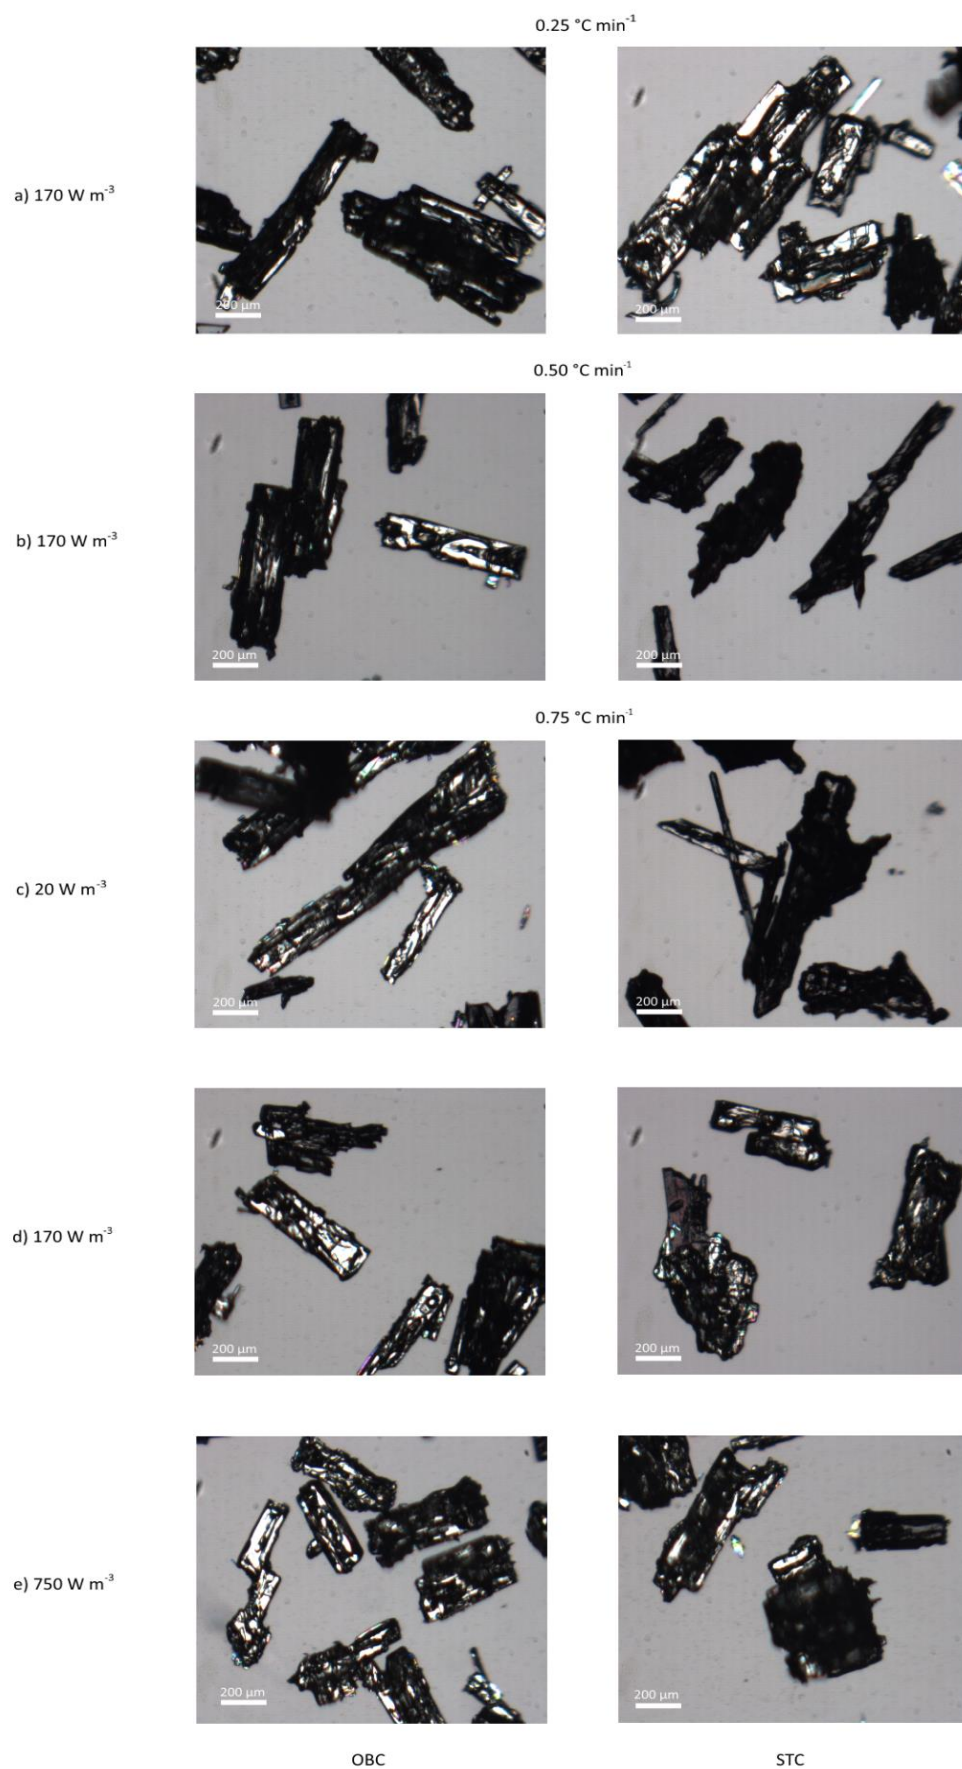 0.25 °C min⁻¹
a) 170 W m⁻³
200 µm
200 µm
0.50 °C min⁻¹
b) 170 W m⁻³
200 µm
200 µm
0.75 °C min⁻¹
c) 20 W m⁻³
200 µm
200 µm
d) 170 W m⁻³
200 µm
200 µm
e) 750 W m⁻³
200 µm
200 µm
OBC
STC